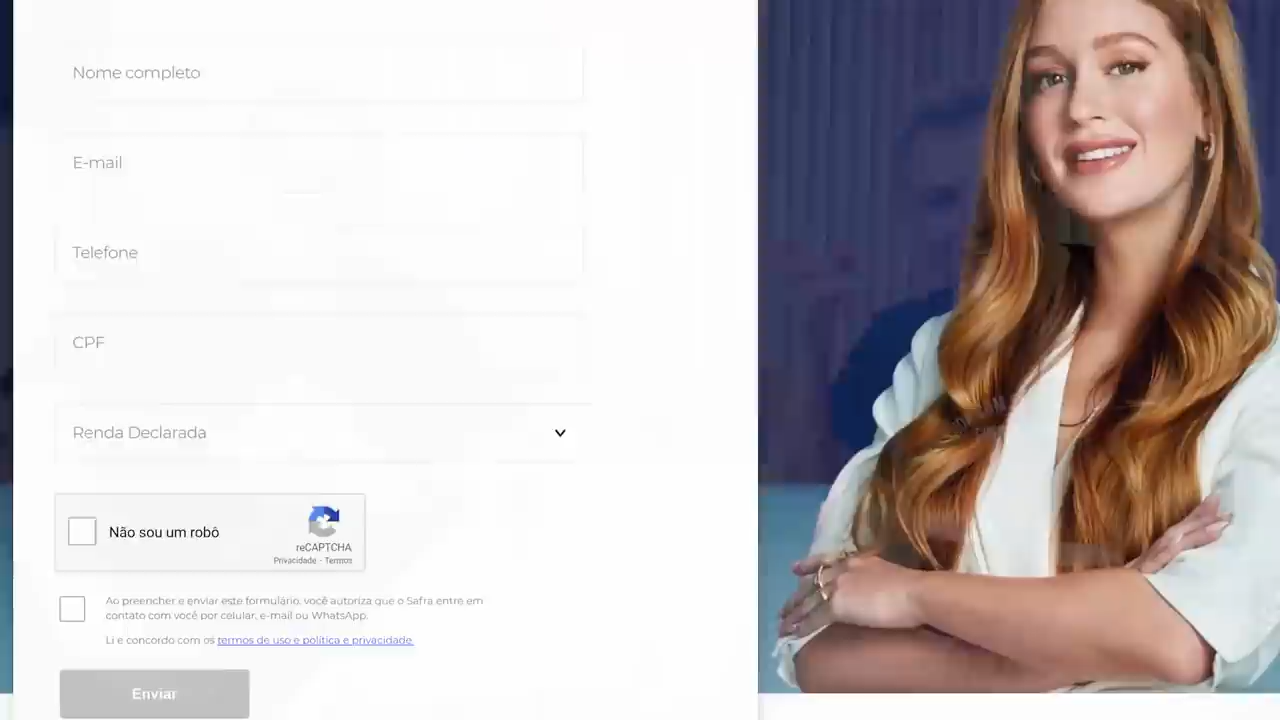 Nome completo
E-mail
Telefone
CPF
Renda Declarada
Não sou um robô
reCAPTCHA
Privacidade - Termos
Ao preencher e enviar este formulário, você autoriza que o Safra entre em
contato com você por celular, e-mail ou WhatsApp.
Li e concordo com os termos de uso e política e privacidade.
Enviar